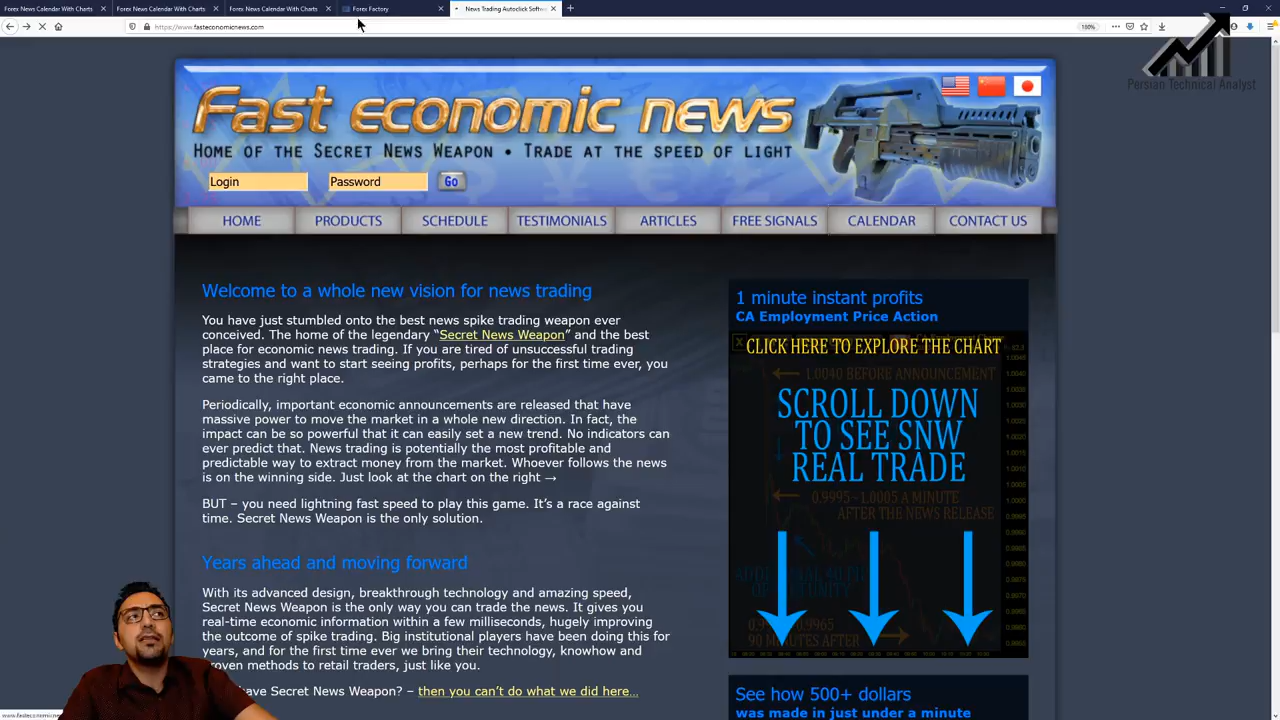 Forex News Calendar With Charts
Forex News Calendar With Charts
Forex News Calendar With Charts
Forex Factory
News Trading Autoclick Softw
https://www.fasteconomicnews.com
100%
Persian Technical Analyst
Fast economic news
HOME OF THE SECRET NEWS WEAPON • TRADE AT THE SPEED OF LIGHT
Login
Password
Go
HOME
PRODUCTS
SCHEDULE
TESTIMONIALS
ARTICLES
FREE SIGNALS
CALENDAR
CONTACT US
Welcome to a whole new vision for news trading
You have just stumbled onto the best news spike trading weapon ever
conceived. The home of the legendary “Secret News Weapon” and the best
place for economic news trading. If you are tired of unsuccessful trading
strategies and want to start seeing profits, perhaps for the first time ever, you
came to the right place.
Periodically, important economic announcements are released that have
massive power to move the market in a whole new direction. In fact, the
impact can be so powerful that it can easily set a new trend. No indicators can
ever predict that. News trading is potentially the most profitable and
predictable way to extract money from the market. Whoever follows the news
is on the winning side. Just look at the chart on the right →
BUT – you need lightning fast speed to play this game. It's a race against
time. Secret News Weapon is the only solution.
Years ahead and moving forward
With its advanced design, breakthrough technology and amazing speed,
Secret News Weapon is the only way you can trade the news. It gives you
real-time economic information within a few milliseconds, hugely improving
the outcome of spike trading. Big institutional players have been doing this for
years, and for the first time ever we bring their technology, knowhow and
oven methods to retail traders, just like you.
have Secret News Weapon? – then you can't do what we did here...
1 minute instant profits
CA Employment Price Action
CLICK HERE TO EXPLORE THE CHART
1.0040 BEFORE ANNOUNCEMENT
SCROLL DOWN
TO SEE SNW
REAL TRADE
0.9995 - 1.0005 A MINUTE
AFTER THE NEWS RELEASE
90 MINUTES AFTER
See how 500+ dollars
was made in just under a minute
www.fasteconomicne